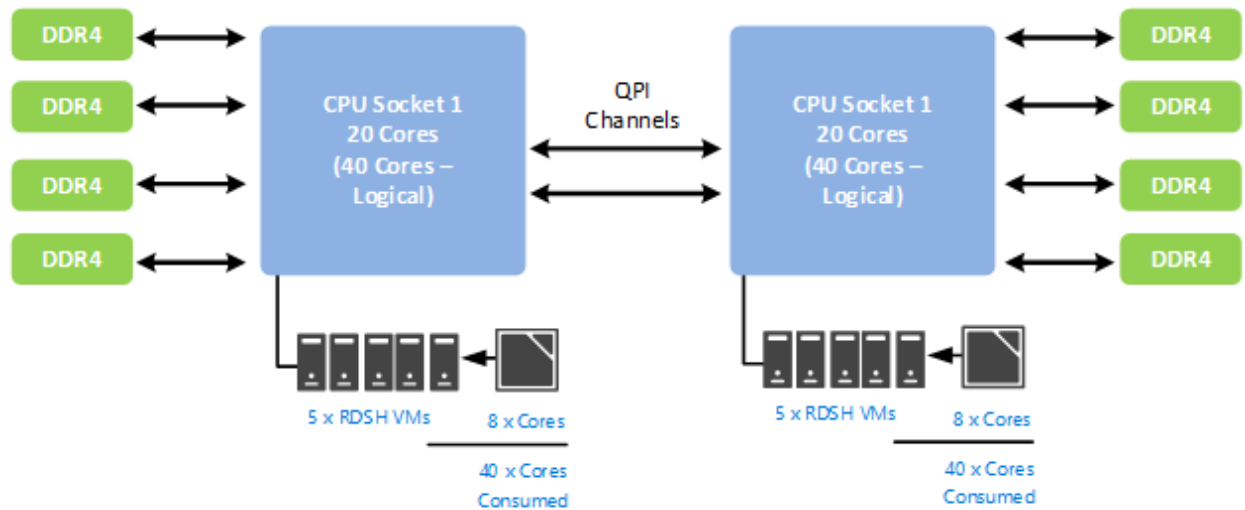 DDR4
DDR4
DDR4
DDR4
CPU Socket 1
20 Cores
(40 Cores –
Logical)
QPI
Channels
CPU Socket 1
20 Cores
(40 Cores –
Logical)
DDR4
DDR4
DDR4
DDR4
5 x RDSH VMs
8 x Cores
40 x Cores
Consumed
5 x RDSH VMs
8 x Cores
40 x Cores
Consumed